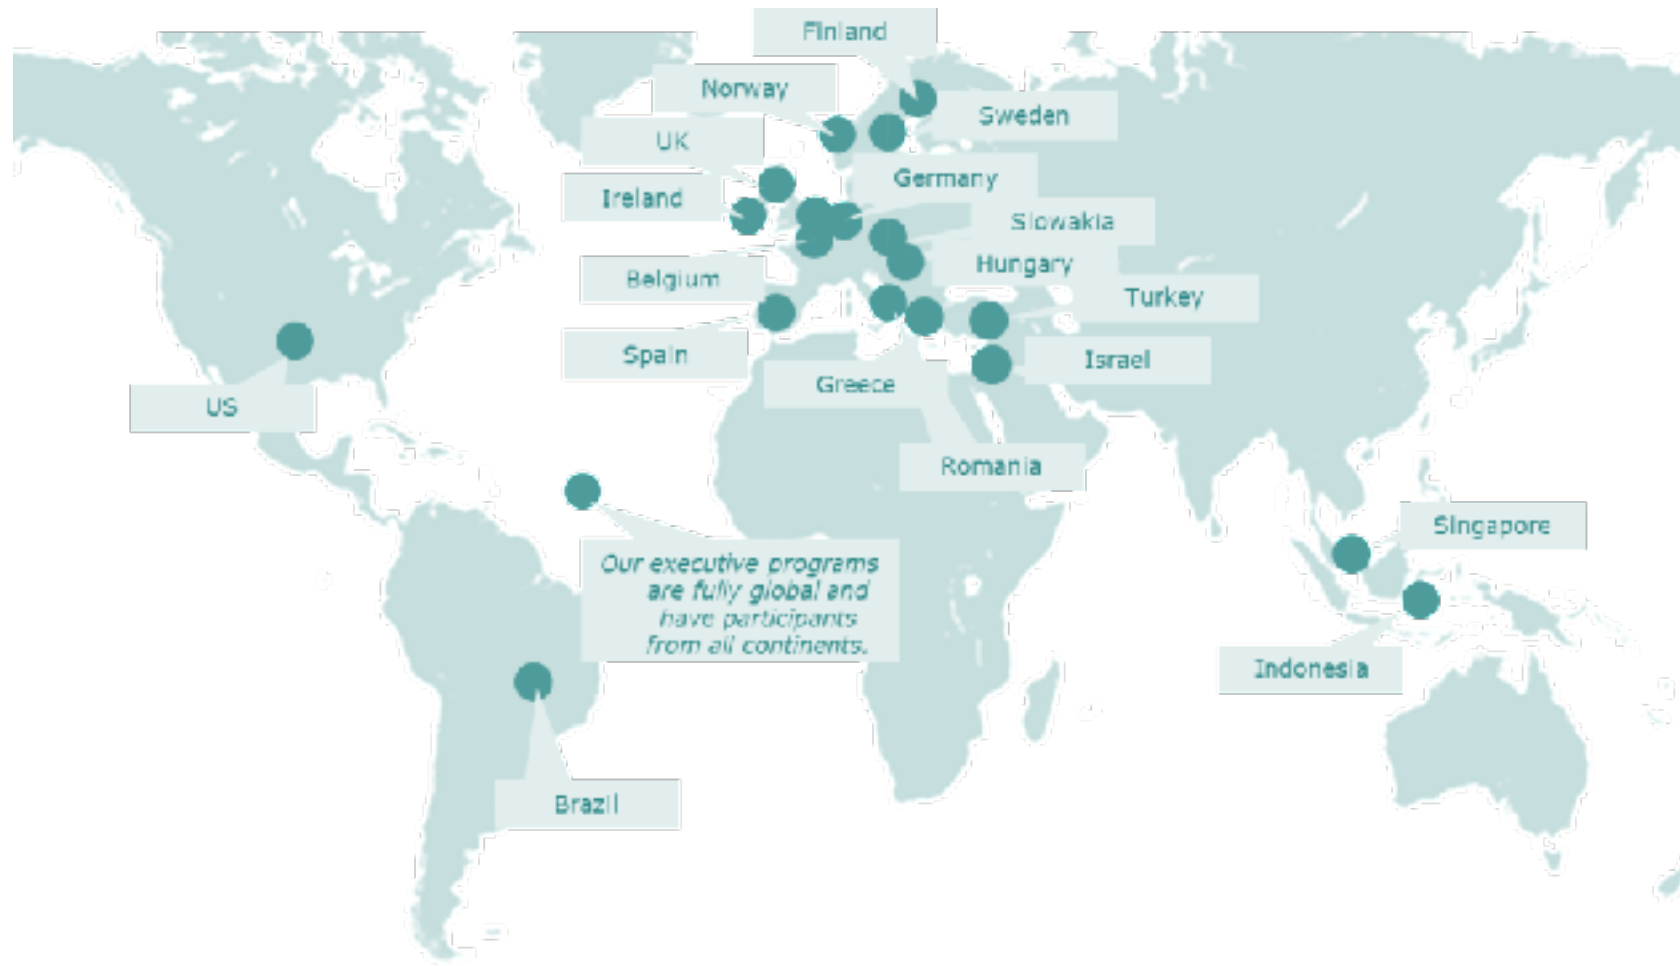 Finland
Norway
Sweden
UK
Germany
Ireland
Slowakia
Hungary
Belgium
Turkey
Spain
Israel
Greece
US
Romania
Singapore
Our executive programs
are fully global and
have participants
from all continents.
Indonesia
Brazil